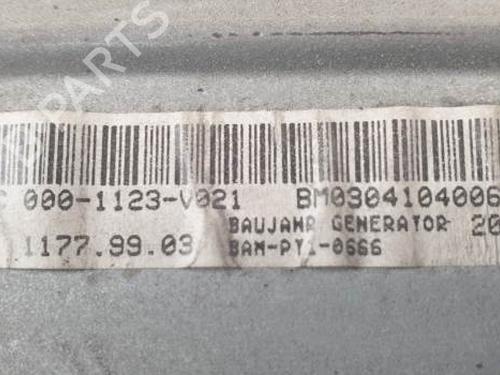 PARTS
000-1123-V021 BM0304104006
BAUJAHR GENERATOR 20
1177.99.03 BAM-PY1-0666